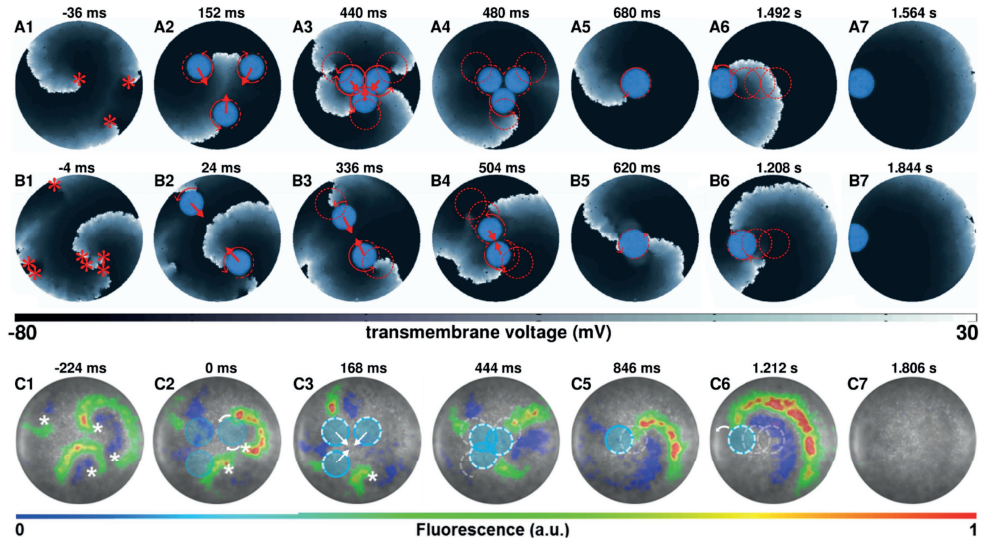 -36 ms 152 ms 440 ms 480 ms 680 ms 1.492 s 1.564 s
A1 A2 A3 A4 A5 A6 A7
-4 ms 24 ms 336 ms 504 ms 620 ms 1.208 s 1.844 s
B1 B2 B3 B4 B5 B6 B7
-80 transmembrane voltage (mV) 30
-224 ms 0 ms 168 ms 444 ms 846 ms 1.212 s 1.806 s
C1 C2 C3 C5 C6 C7
0 Fluorescence (a.u.) 1